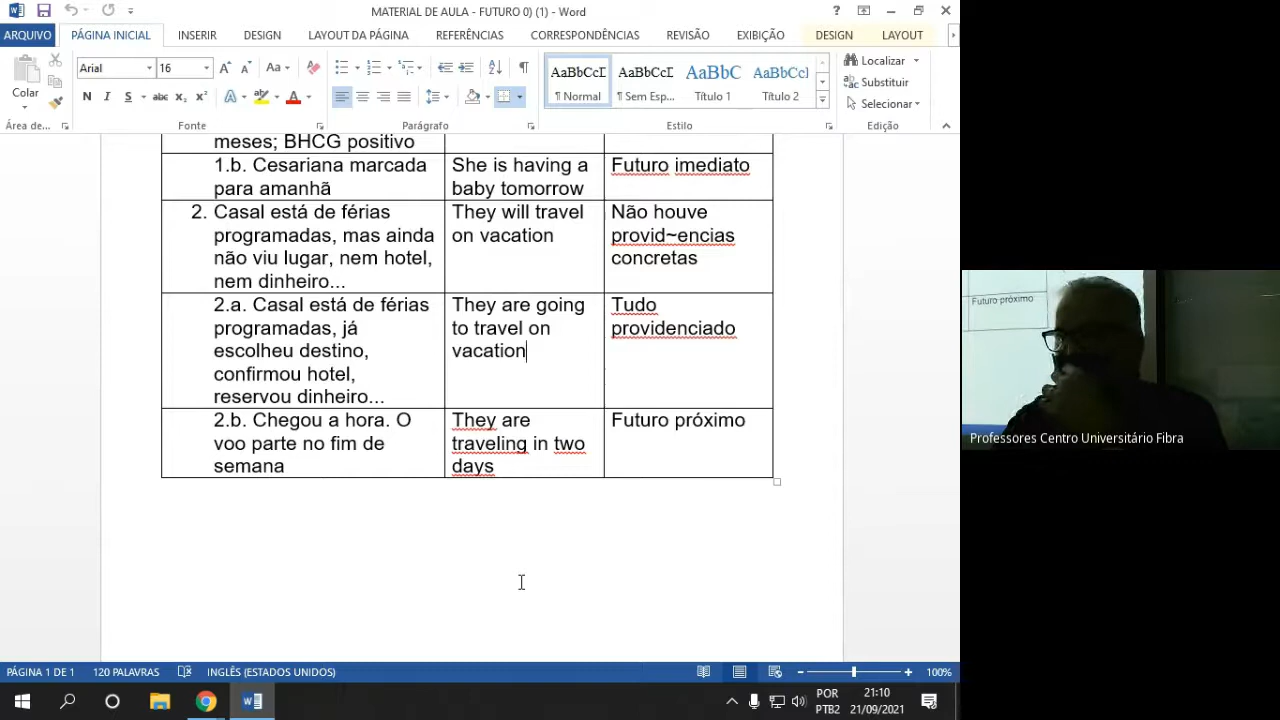 MATERIAL DE AULA - FUTURO 0) (1) - Word
ARQUIVO PÁGINA INICIAL INSERIR DESIGN LAYOUT DA PÁGINA REFERÊNCIAS CORRESPONDÊNCIAS REVISÃO EXIBIÇÃO DESIGN LAYOUT
Colar
Arial 16
N I S abc x₂ x²
AaBbCcI AaBbCcI AaBbC AaBbCcI
¶ Normal ¶ Sem Esp... Título 1 Título 2
Localizar
Substituir
Selecionar
Área de... Fonte Parágrafo Estilo Edição
meses; BHCG positivo
1.b. Cesariana marcada
para amanhã
She is having a
baby tomorrow
Futuro imediato
2. Casal está de férias
programadas, mas ainda
não viu lugar, nem hotel,
nem dinheiro...
They will travel
on vacation
Não houve
provid~encias
concretas
2.a. Casal está de férias
programadas, já
escolheu destino,
confirmou hotel,
reservou dinheiro...
They are going
to travel on
vacation
Tudo
providenciado
2.b. Chegou a hora. O
voo parte no fim de
semana
They are
traveling in two
days
Futuro próximo
Futuro próximo
Professores Centro Universitário Fibra
PÁGINA 1 DE 1 120 PALAVRAS INGLÊS (ESTADOS UNIDOS) 100%
POR
PTB2
21:10
21/09/2021